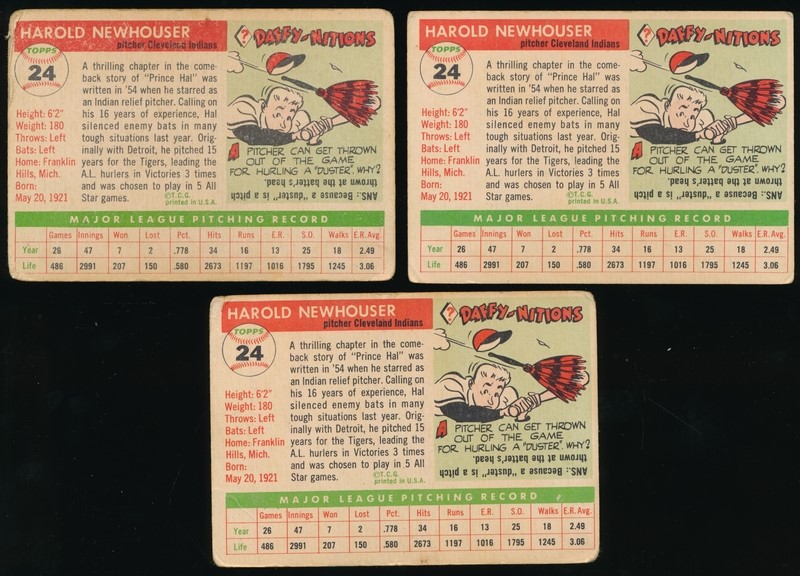 HAROLD NEWHOUSER
pitcher Cleveland Indians
TOPPS
24
Height: 6'2"
Weight: 180
Throws: Left
Bats: Left
Home: Franklin
Hills, Mich.
Born:
May 20, 1921
A thrilling chapter in the come-
back story of "Prince Hal" was
written in '54 when he starred as
an Indian relief pitcher. Calling on
his 16 years of experience, Hal
silenced enemy bats in many
tough situations last year. Orig-
inally with Detroit, he pitched 15
years for the Tigers, leading the
A.L. hurlers in Victories 3 times
and was chosen to play in 5 All
Star games.
©T.C.G.
printed in U.S.A.
? DAFFY-NITIONS
A PITCHER CAN GET THROWN
OUT OF THE GAME
FOR HURLING A "DUSTER". WHY?
ANS.: Because a "duster" is a pitch
thrown at the batter's head.
MAJOR LEAGUE PITCHING RECORD
Games Innings Won Lost Pct. Hits Runs E.R. S.O. Walks E.R.Avg.
Year 26 47 7 2 .778 34 16 13 25 18 2.49
Life 486 2991 207 150 .580 2673 1197 1016 1795 1245 3.06
HAROLD NEWHOUSER
pitcher Cleveland Indians
TOPPS
24
Height: 6'2"
Weight: 180
Throws: Left
Bats: Left
Home: Franklin
Hills, Mich.
Born:
May 20, 1921
A thrilling chapter in the come-
back story of "Prince Hal" was
written in '54 when he starred as
an Indian relief pitcher. Calling on
his 16 years of experience, Hal
silenced enemy bats in many
tough situations last year. Orig-
inally with Detroit, he pitched 15
years for the Tigers, leading the
A.L. hurlers in Victories 3 times
and was chosen to play in 5 All
Star games.
©T.C.G.
printed in U.S.A.
? DAFFY-NITIONS
A PITCHER CAN GET THROWN
OUT OF THE GAME
FOR HURLING A "DUSTER". WHY?
ANS.: Because a "duster" is a pitch
thrown at the batter's head.
MAJOR LEAGUE PITCHING RECORD
Games Innings Won Lost Pct. Hits Runs E.R. S.O. Walks E.R.Avg.
Year 26 47 7 2 .778 34 16 13 25 18 2.49
Life 486 2991 207 150 .580 2673 1197 1016 1795 1245 3.06
HAROLD NEWHOUSER
pitcher Cleveland Indians
TOPPS
24
Height: 6'2"
Weight: 180
Throws: Left
Bats: Left
Home: Franklin
Hills, Mich.
Born:
May 20, 1921
A thrilling chapter in the come-
back story of "Prince Hal" was
written in '54 when he starred as
an Indian relief pitcher. Calling on
his 16 years of experience, Hal
silenced enemy bats in many
tough situations last year. Orig-
inally with Detroit, he pitched 15
years for the Tigers, leading the
A.L. hurlers in Victories 3 times
and was chosen to play in 5 All
Star games.
©T.C.G.
printed in U.S.A.
? DAFFY-NITIONS
A PITCHER CAN GET THROWN
OUT OF THE GAME
FOR HURLING A "DUSTER". WHY?
ANS.: Because a "duster" is a pitch
thrown at the batter's head.
MAJOR LEAGUE PITCHING RECORD
Games Innings Won Lost Pct. Hits Runs E.R. S.O. Walks E.R.Avg.
Year 26 47 7 2 .778 34 16 13 25 18 2.49
Life 486 2991 207 150 .580 2673 1197 1016 1795 1245 3.06